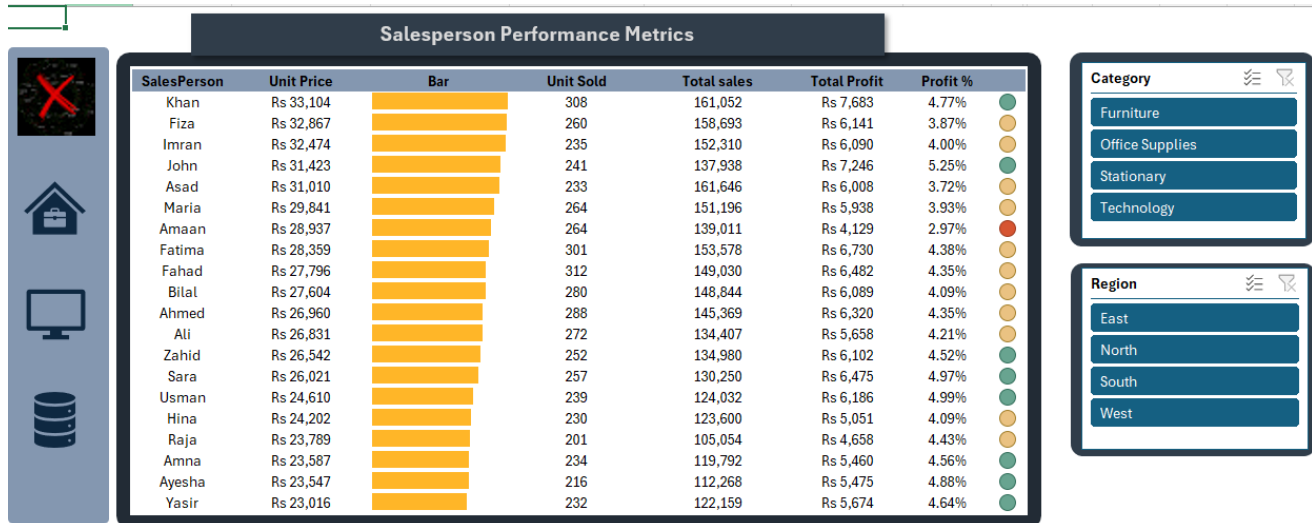 Salesperson Performance Metrics
SalesPerson Unit Price Bar Unit Sold Total sales Total Profit Profit %
Khan Rs 33,104 308 161,052 Rs 7,683 4.77%
Fiza Rs 32,867 260 158,693 Rs 6,141 3.87%
Imran Rs 32,474 235 152,310 Rs 6,090 4.00%
John Rs 31,423 241 137,938 Rs 7,246 5.25%
Asad Rs 31,010 233 161,646 Rs 6,008 3.72%
Maria Rs 29,841 264 151,196 Rs 5,938 3.93%
Amaan Rs 28,937 264 139,011 Rs 4,129 2.97%
Fatima Rs 28,359 301 153,578 Rs 6,730 4.38%
Fahad Rs 27,796 312 149,030 Rs 6,482 4.35%
Bilal Rs 27,604 280 148,844 Rs 6,089 4.09%
Ahmed Rs 26,960 288 145,369 Rs 6,320 4.35%
Ali Rs 26,831 272 134,407 Rs 5,658 4.21%
Zahid Rs 26,542 252 134,980 Rs 6,102 4.52%
Sara Rs 26,021 257 130,250 Rs 6,475 4.97%
Usman Rs 24,610 239 124,032 Rs 6,186 4.99%
Hina Rs 24,202 230 123,600 Rs 5,051 4.09%
Raja Rs 23,789 201 105,054 Rs 4,658 4.43%
Amna Rs 23,587 234 119,792 Rs 5,460 4.56%
Ayesha Rs 23,547 216 112,268 Rs 5,475 4.88%
Yasir Rs 23,016 232 122,159 Rs 5,674 4.64%
Category
Furniture
Office Supplies
Stationary
Technology
Region
East
North
South
West